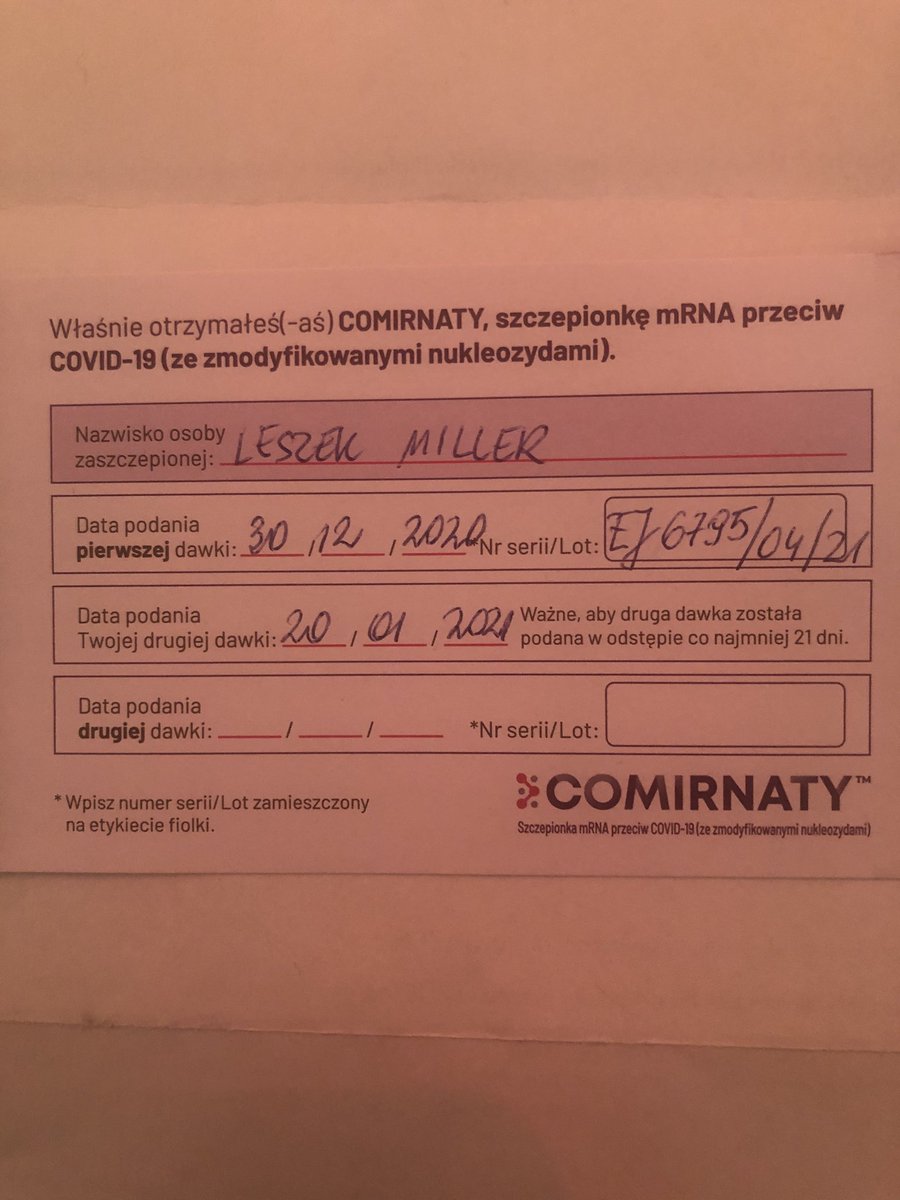 Właśnie otrzymałeś(-aś) COMIRNATY, szczepionkę mRNA przeciw
COVID-19 (ze zmodyfikowanymi nukleozydami).
Nazwisko osoby
zaszczepionej: LESZEK MILLER
Data podania
pierwszej dawki: 30 / 12 / 2020 *Nr serii/Lot: EJ 6795/04/21
Data podania
Twojej drugiej dawki: 20 / 01 / 2021
Ważne, aby druga dawka została
podana w odstępie co najmniej 21 dni.
Data podania
drugiej dawki: ____ / ____ / ____ *Nr serii/Lot:
* Wpisz numer serii/Lot zamieszczony
na etykiecie fiolki.
COMIRNATY™
Szczepionka mRNA przeciw COVID-19 (ze zmodyfikowanymi nukleozydami)